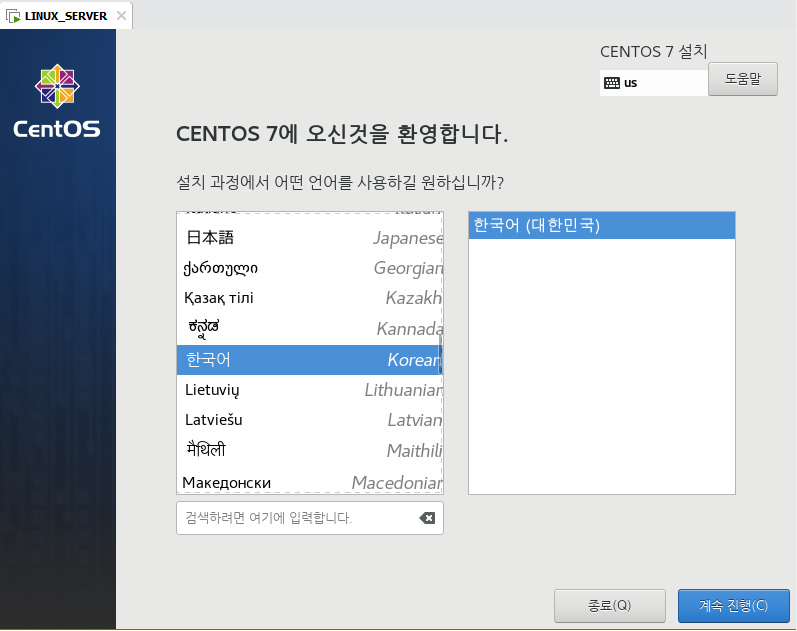 LINUX_SERVER
CentOS
CENTOS 7 설치
us
도움말
CENTOS 7에 오신것을 환영합니다.
설치 과정에서 어떤 언어를 사용하길 원하십니까?
日本語 Japanese
ქართული Georgian
Қазақ тілі Kazakh
ಕನ್ನಡ Kannada
한국어 Korean
Lietuvių Lithuanian
Latviešu Latvian
मैथिली Maithili
Македонски Macedonian
한국어 (대한민국)
검색하려면 여기에 입력합니다.
종료(Q)
계속 진행(C)